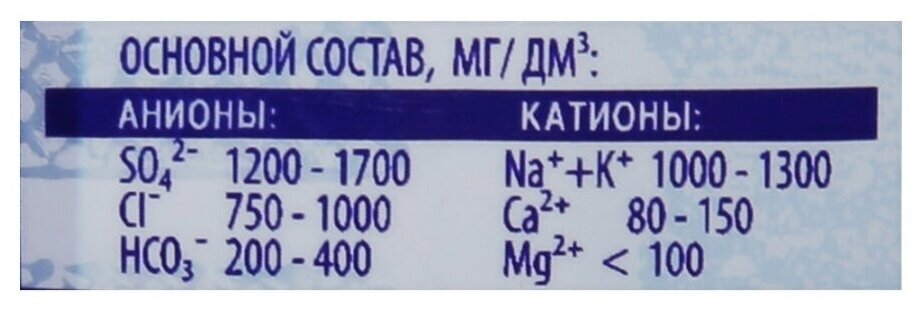 ОСНОВНОЙ СОСТАВ, МГ/ДМ³:
АНИОНЫ: КАТИОНЫ:
SO₄²⁻ 1200 - 1700 Na⁺+K⁺ 1000 - 1300
Cl⁻ 750 - 1000 Ca²⁺ 80 - 150
HCO₃⁻ 200 - 400 Mg²⁺ < 100